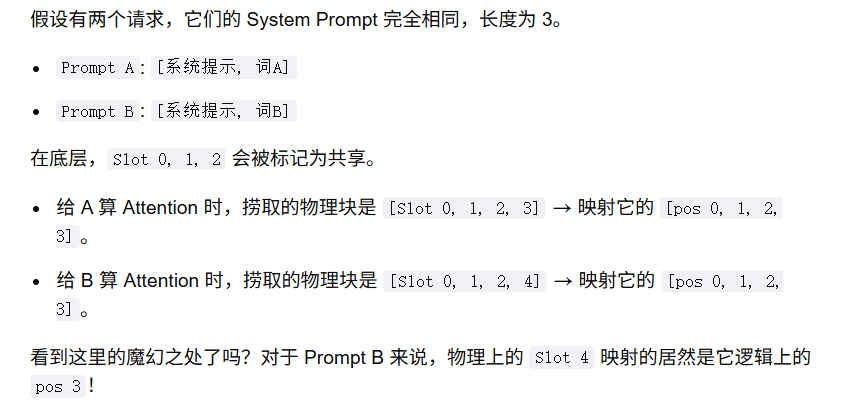 假设有两个请求，它们的 System Prompt 完全相同，长度为 3。
• Prompt A：[系统提示, 词A]
• Prompt B：[系统提示, 词B]
在底层，Slot 0, 1, 2 会被标记为共享。
• 给 A 算 Attention 时，捞取的物理块是 [Slot 0, 1, 2, 3] → 映射它的 [pos 0, 1, 2,
3]。
• 给 B 算 Attention 时，捞取的物理块是 [Slot 0, 1, 2, 4] → 映射它的 [pos 0, 1, 2,
3]。
看到这里的魔幻之处了吗？对于 Prompt B 来说，物理上的 Slot 4 映射的居然是它逻辑上的
pos 3！